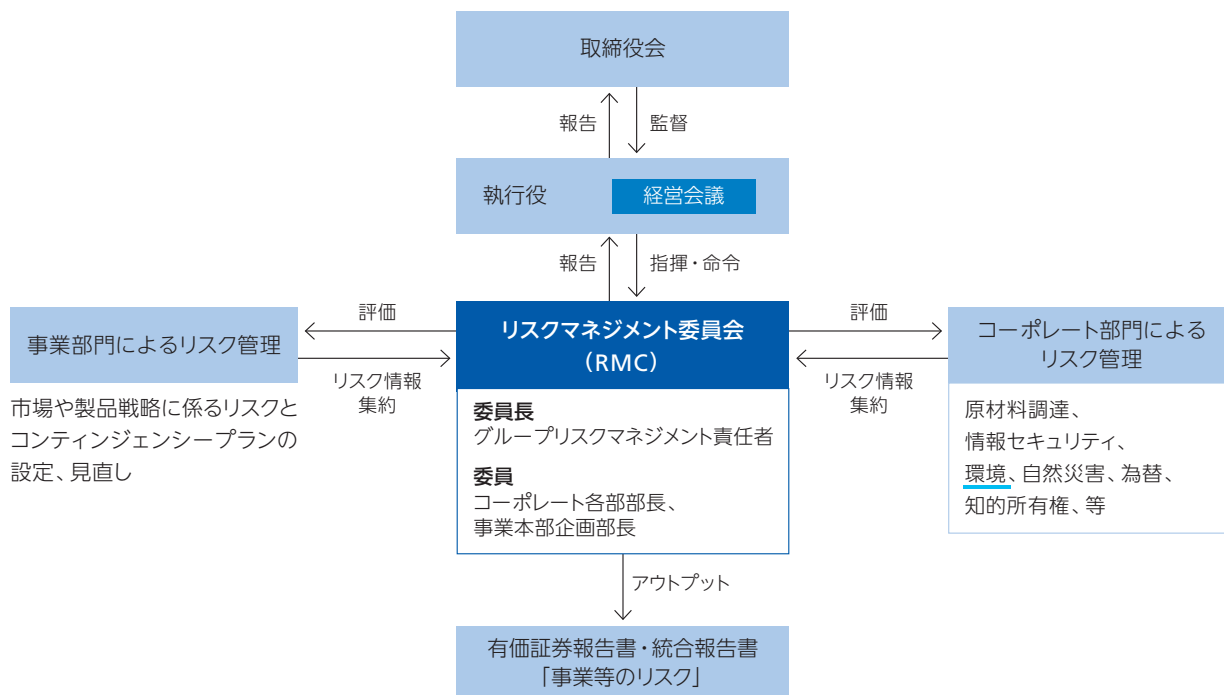 取締役会
報告
監督
執行役
経営会議
報告
指揮・命令
評価
リスクマネジメント委員会
（RMC）
評価
事業部門によるリスク管理
コーポレート部門による
リスク管理
リスク情報
集約
リスク情報
集約
市場や製品戦略に係るリスクと
コンティンジェンシープランの
設定、見直し
委員長
グループリスクマネジメント責任者
委員
コーポレート各部部長、
事業本部企画部長
原材料調達、
情報セキュリティ、
環境、自然災害、為替、
知的所有権、等
アウトプット
有価証券報告書・統合報告書
「事業等のリスク」